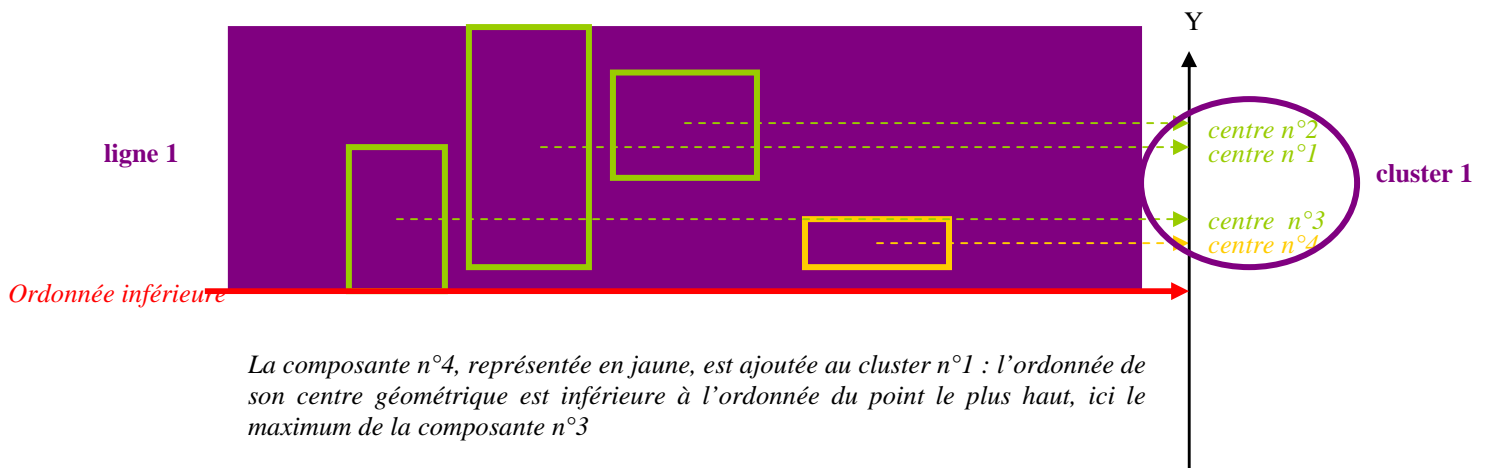 Y
centre n°2
ligne 1
centre n°1
cluster 1
centre n°3
centre n°4
Ordonnée inférieure
La composante n°4, représentée en jaune, est ajoutée au cluster n°1 : l’ordonnée de
son centre géométrique est inférieure à l’ordonnée du point le plus haut, ici le
maximum de la composante n°3